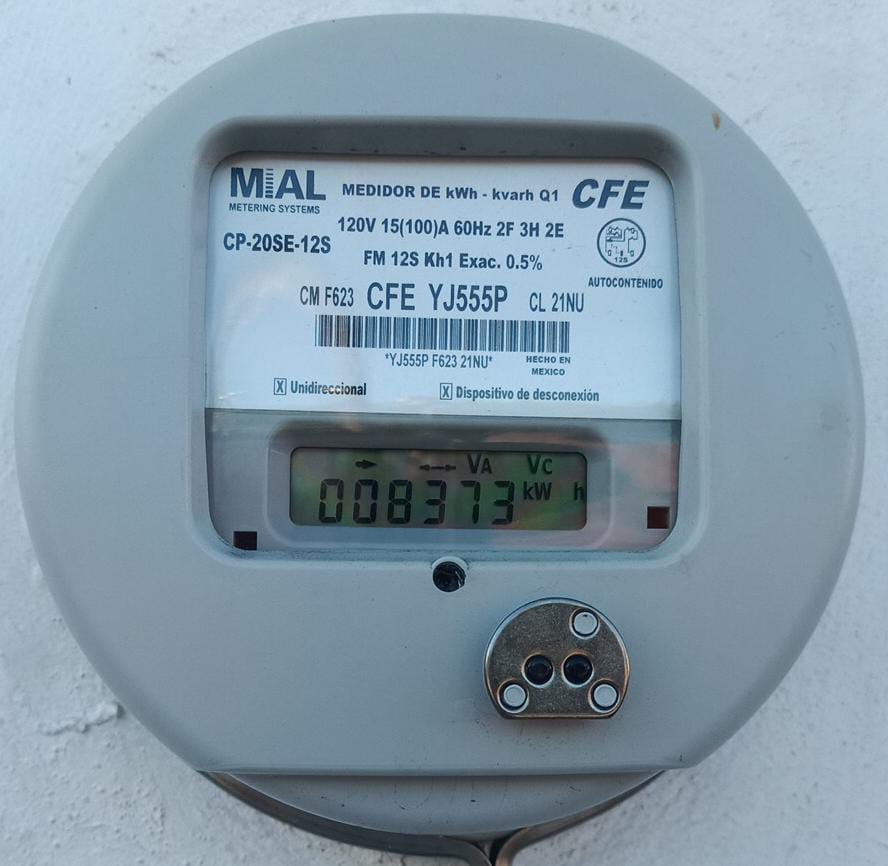 MIAL
METERING SYSTEMS
MEDIDOR DE kWh - kvarh Q1
CFE
120V 15(100)A 60Hz 2F 3H 2E
CP-20SE-12S
FM 12S Kh1 Exac. 0.5%
12S
AUTOCONTENIDO
CM F623 CFE YJ555P CL 21NU
*YJ555P F623 21NU*
HECHO EN
MEXICO
X Unidireccional
X Dispositivo de desconexión
VA VC
008373 kW h